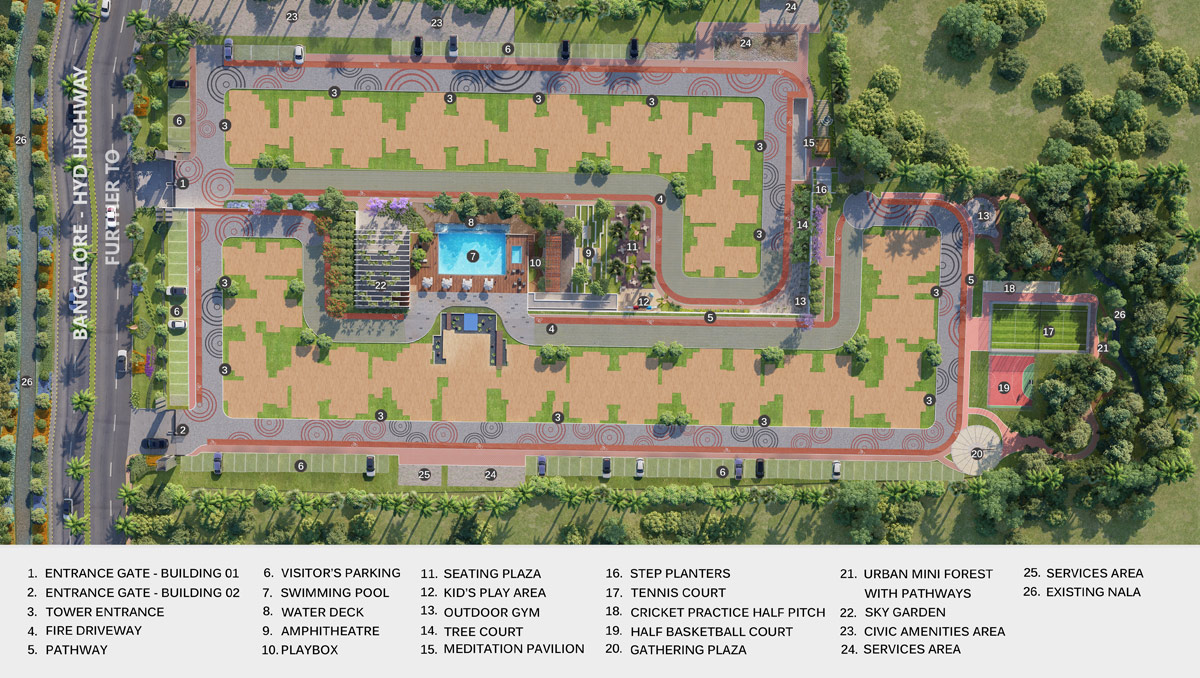 23
23
24
24
6
3
3
3
3
3
26
6
3
15
1
16
BANGALORE - HYD HIGHWAY
FURTHER TO
4
13
8
14
3
11
9
7
10
5
3
22
3
18
12
13
6
26
5
4
17
21
3
26
19
3
3
3
3
2
20
6
25
24
6
1. ENTRANCE GATE - BUILDING 01
2. ENTRANCE GATE - BUILDING 02
3. TOWER ENTRANCE
4. FIRE DRIVEWAY
5. PATHWAY
6. VISITOR'S PARKING
7. SWIMMING POOL
8. WATER DECK
9. AMPHITHEATRE
10. PLAYBOX
11. SEATING PLAZA
12. KID'S PLAY AREA
13. OUTDOOR GYM
14. TREE COURT
15. MEDITATION PAVILION
16. STEP PLANTERS
17. TENNIS COURT
18. CRICKET PRACTICE HALF PITCH
19. HALF BASKETBALL COURT
20. GATHERING PLAZA
21. URBAN MINI FOREST
WITH PATHWAYS
22. SKY GARDEN
23. CIVIC AMENITIES AREA
24. SERVICES AREA
25. SERVICES AREA
26. EXISTING NALA